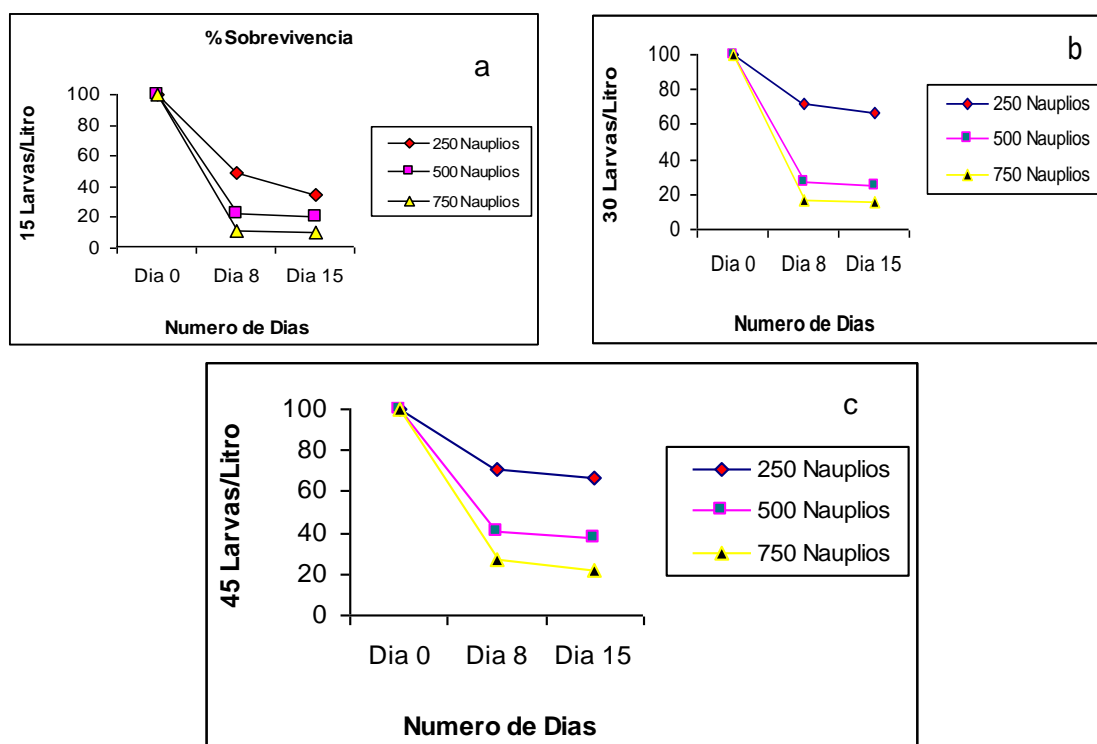 % Sobrevivencia
a
15 Larvas/Litro
100
80
60
40
20
0
Dia 0 Dia 8 Dia 15
Numero de Dias
250 Nauplios
500 Nauplios
750 Nauplios
b
30 Larvas/Litro
100
80
60
40
20
0
Dia 0 Dia 8 Dia 15
Numero de Dias
250 Nauplios
500 Nauplios
750 Nauplios
c
45 Larvas/Litro
100
80
60
40
20
0
Dia 0 Dia 8 Dia 15
Numero de Dias
250 Nauplios
500 Nauplios
750 Nauplios